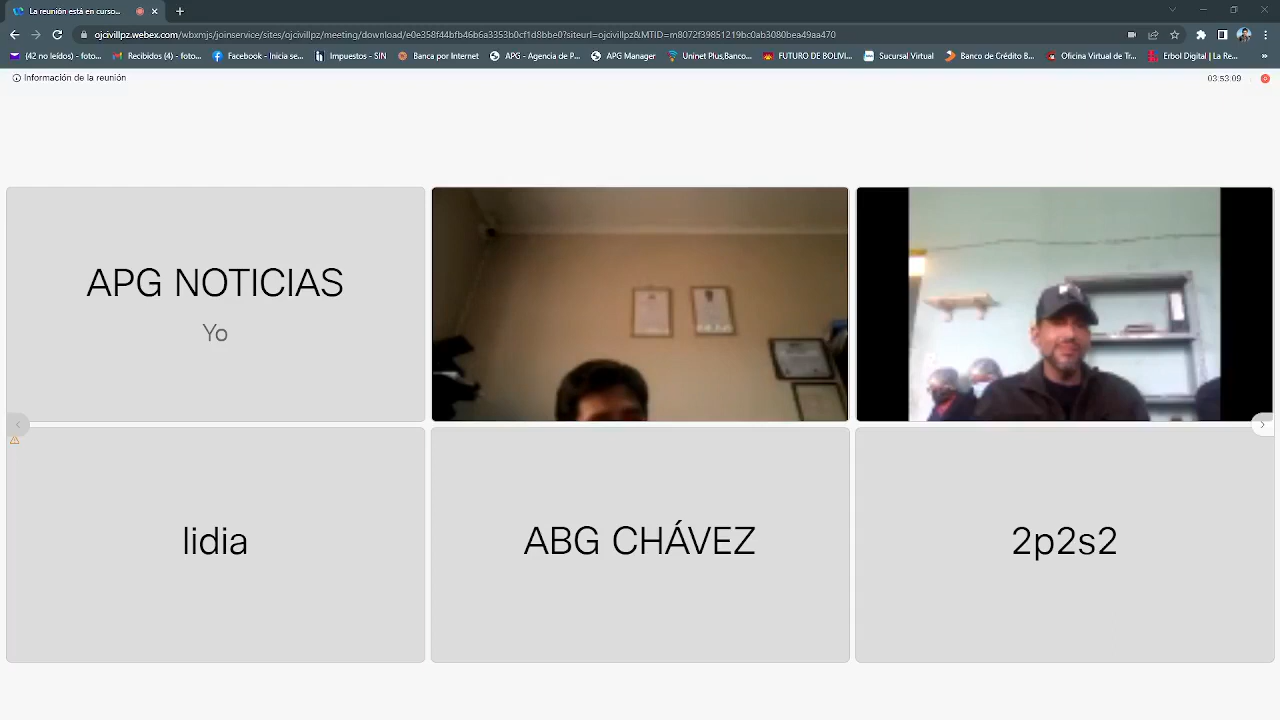 La reunión está en curso...
ojcivillpz.webex.com/wbxmjs/joinservice/sites/ojcivillpz/meeting/download/e0e358f44bfb46b6a3353b0cf1d8bbe0?siteurl=ojcivillpz&MTID=m8072f39851219bc0ab3080bea49aa470
(42 no leídos) - foto...
Recibidos (4) - foto...
Facebook - Inicia se...
Impuestos - SIN
Banca por Internet
APG - Agencia de P...
APG Manager
Uninet Plus,Banco...
FUTURO DE BOLIVI...
Sucursal Virtual
Banco de Crédito B...
Oficina Virtual de Tr...
Erbol Digital | La Re...
Información de la reunión
03:53:09
APG NOTICIAS
Yo
lidia
ABG CHÁVEZ
2p2s2